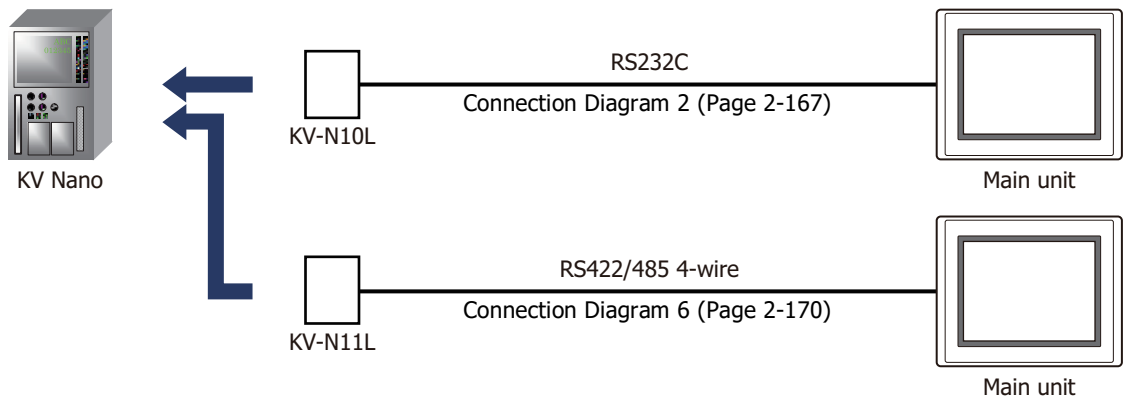 RS232C
Connection Diagram 2 (Page 2-167)
KV-N10L
KV Nano
Main unit
RS422/485 4-wire
Connection Diagram 6 (Page 2-170)
KV-N11L
Main unit